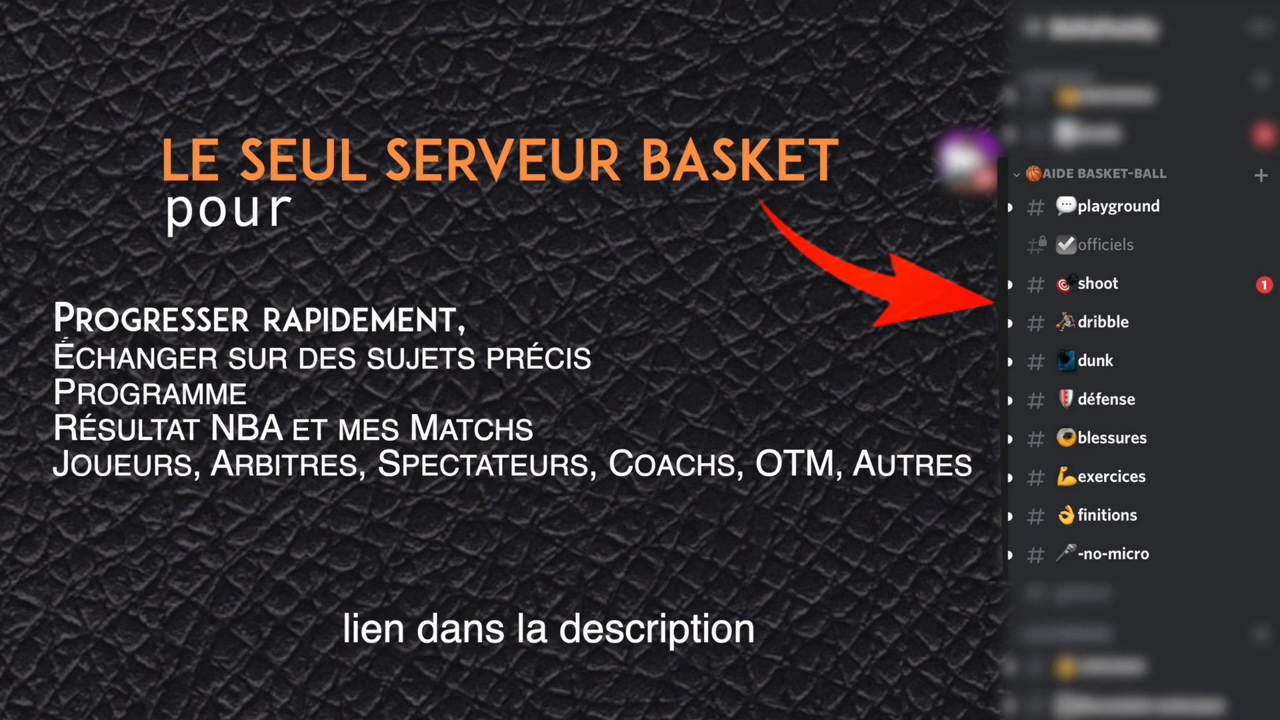 LE SEUL SERVEUR BASKET
pour
PROGRESSER RAPIDEMENT,
ÉCHANGER SUR DES SUJETS PRÉCIS
PROGRAMME
RÉSULTAT NBA ET MES MATCHS
JOUEURS, ARBITRES, SPECTATEURS, COACHS, OTM, AUTRES
lien dans la description
AIDE BASKET-BALL
# playground
# officiels
# shoot 1
# dribble
# dunk
# défense
# blessures
# exercices
# finitions
# -no-micro